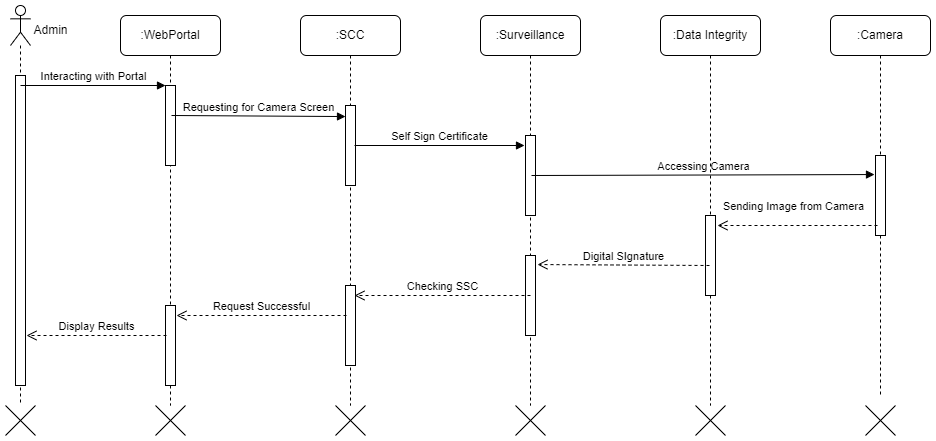 Admin
:WebPortal
:SCC
:Surveillance
:Data Integrity
:Camera
Interacting with Portal
Requesting for Camera Screen
Self Sign Certificate
Accessing Camera
Sending Image from Camera
Digital SIgnature
Checking SSC
Request Successful
Display Results